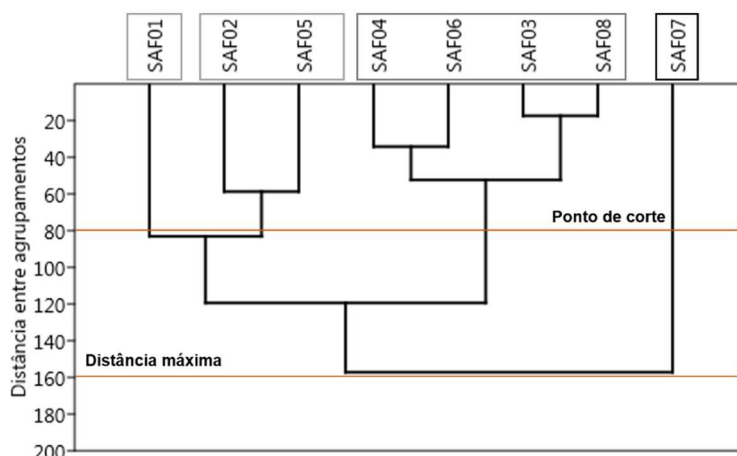 SAF01
SAF02
SAF05
SAF04
SAF06
SAF03
SAF08
SAF07
Distância entre agrupamentos
20
40
60
80
100
120
140
160
180
200
Ponto de corte
Distância máxima